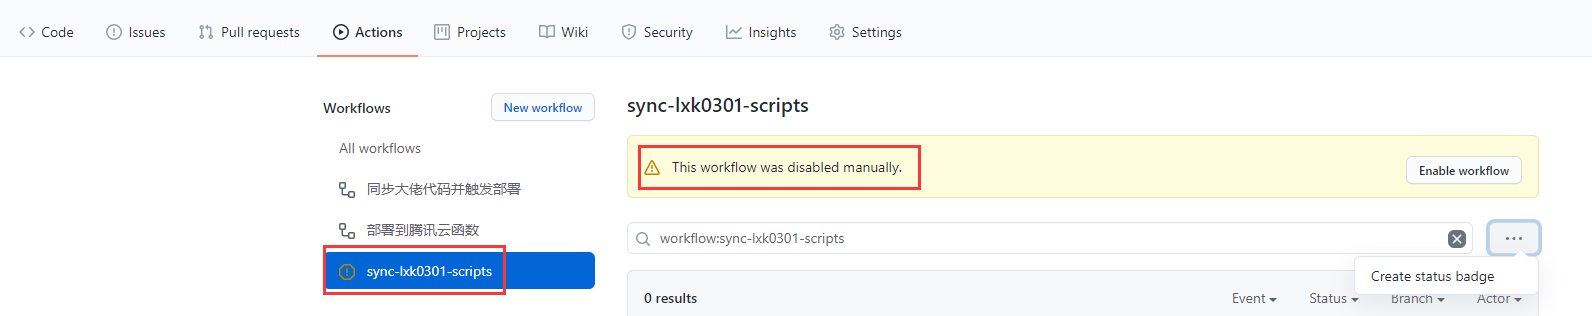 Code Issues Pull requests Actions Projects Wiki Security Insights Settings
Workflows New workflow
All workflows
同步大佬代码并触发部署
部署到腾讯云函数
sync-lxk0301-scripts
sync-lxk0301-scripts
This workflow was disabled manually. Enable workflow
workflow:sync-lxk0301-scripts
Create status badge
0 results Event Status Branch Actor